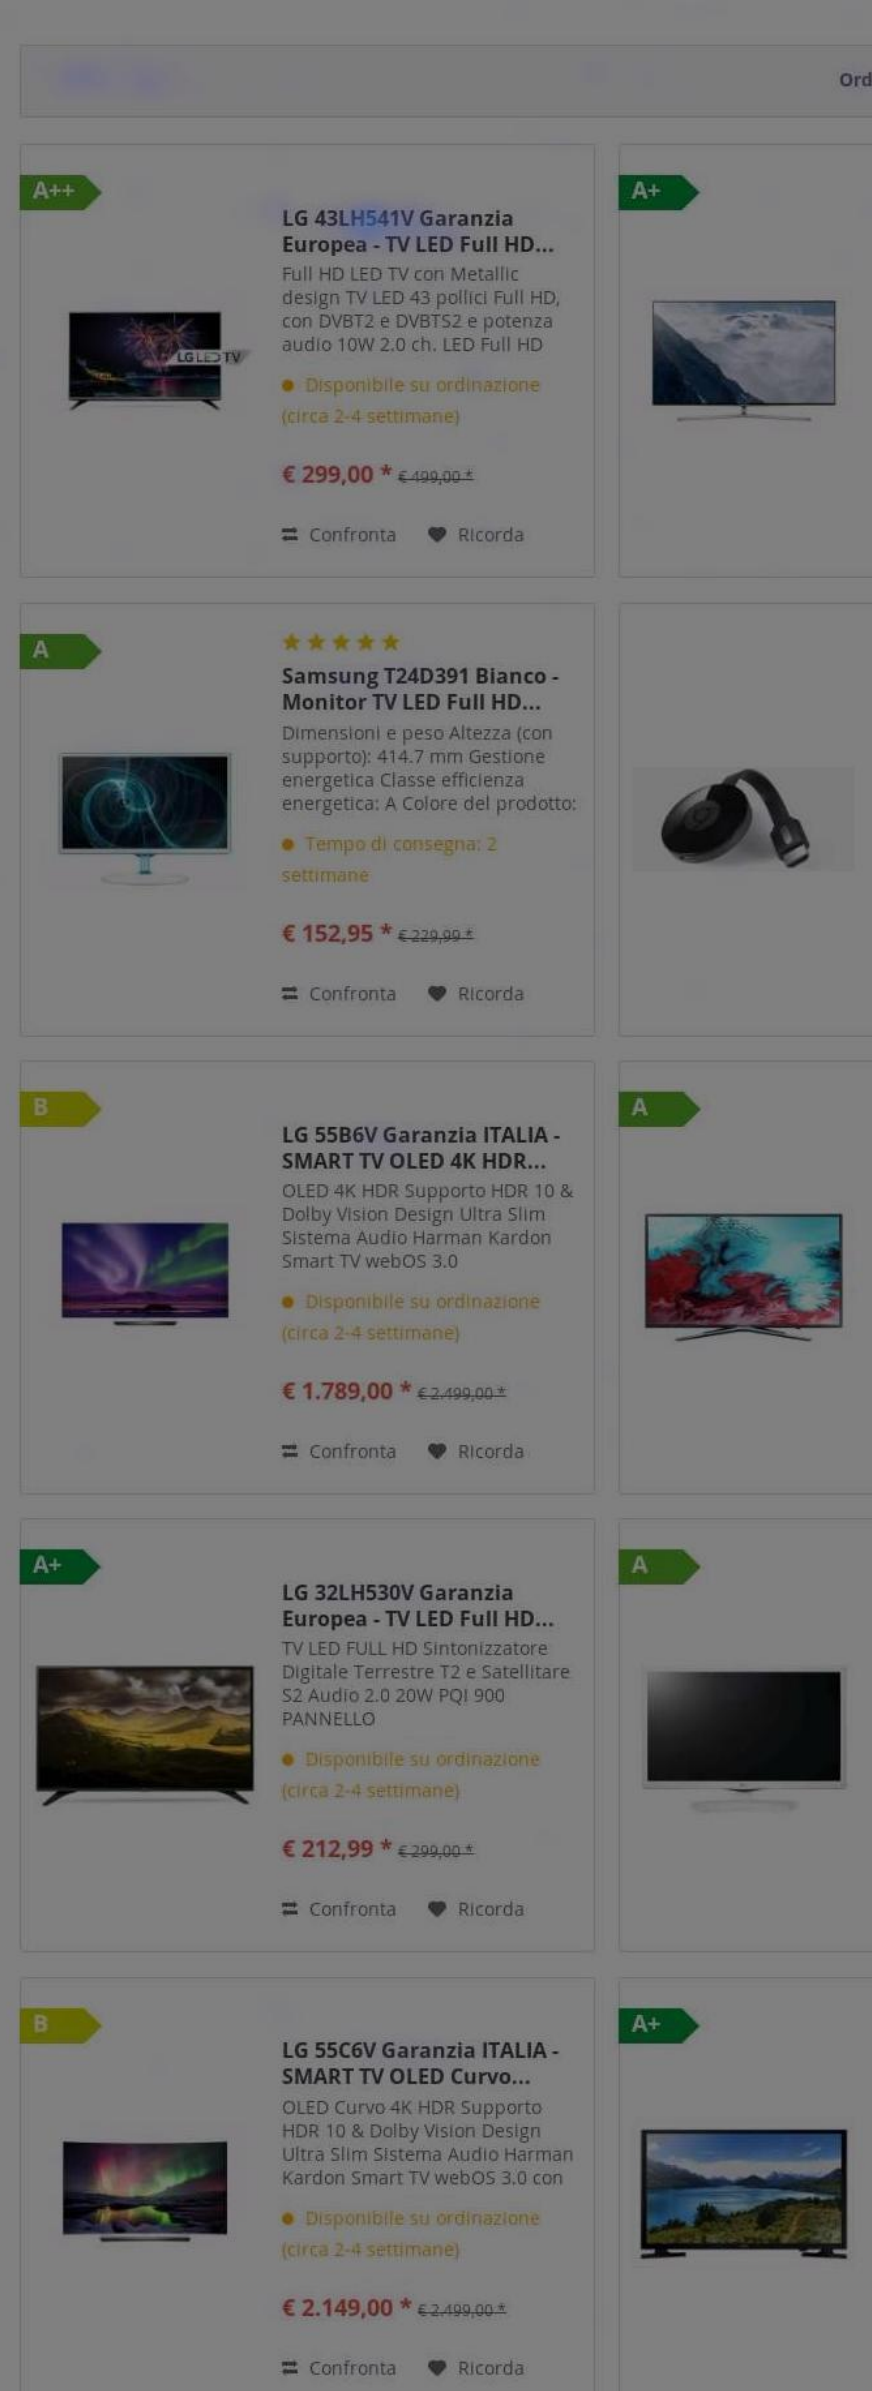 Ord
A++
LG 43LH541V Garanzia
Europea - TV LED Full HD...
Full HD LED TV con Metallic
design TV LED 43 pollici Full HD,
con DVBT2 e DVBTS2 e potenza
audio 10W 2.0 ch. LED Full HD
LG LED TV
Disponibile su ordinazione
(circa 2-4 settimane)
€ 299,00 * € 499,00 *
Confronta Ricorda
A+
A
Samsung T24D391 Bianco -
Monitor TV LED Full HD...
Dimensioni e peso Altezza (con
supporto): 414.7 mm Gestione
energetica Classe efficienza
energetica: A Colore del prodotto:
Tempo di consegna: 2
settimane
€ 152,95 * € 229,99 *
Confronta Ricorda
B
LG 55B6V Garanzia ITALIA -
SMART TV OLED 4K HDR...
OLED 4K HDR Supporto HDR 10 &
Dolby Vision Design Ultra Slim
Sistema Audio Harman Kardon
Smart TV webOS 3.0
Disponibile su ordinazione
(circa 2-4 settimane)
€ 1.789,00 * € 2.499,00 *
Confronta Ricorda
A
A+
LG 32LH530V Garanzia
Europea - TV LED Full HD...
TV LED FULL HD Sintonizzatore
Digitale Terrestre T2 e Satellitare
S2 Audio 2.0 20W PQI 900
PANNELLO
Disponibile su ordinazione
(circa 2-4 settimane)
€ 212,99 * € 299,00 *
Confronta Ricorda
A
B
LG 55C6V Garanzia ITALIA -
SMART TV OLED Curvo...
OLED Curvo 4K HDR Supporto
HDR 10 & Dolby Vision Design
Ultra Slim Sistema Audio Harman
Kardon Smart TV webOS 3.0 con
Disponibile su ordinazione
(circa 2-4 settimane)
€ 2.149,00 * € 2.499,00 *
Confronta Ricorda
A+